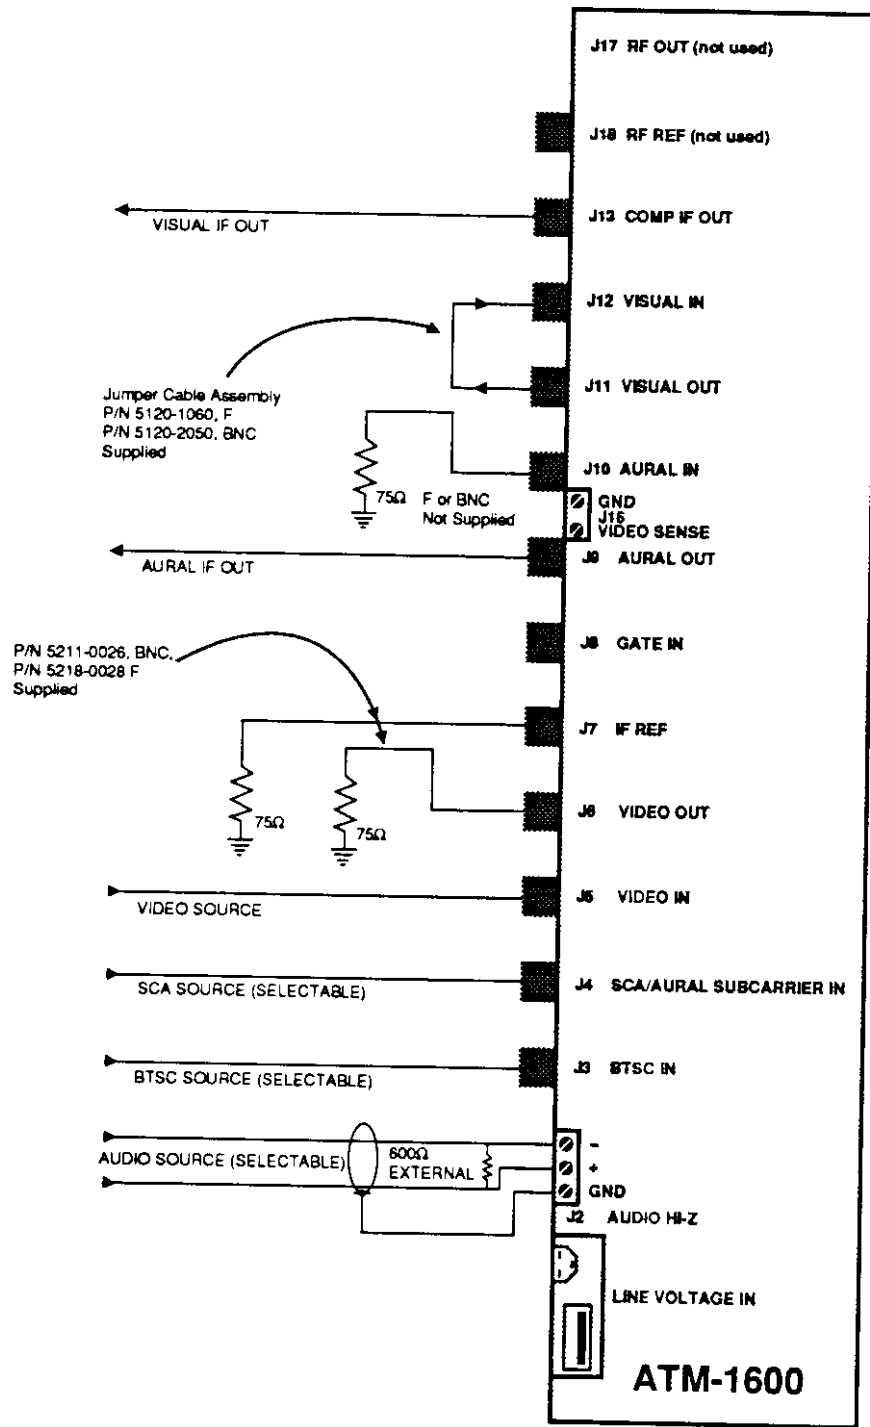 J17 RF OUT (not used)
J18 RF REF (not used)
J13 COMP IF OUT
VISUAL IF OUT
J12 VISUAL IN
J11 VISUAL OUT
Jumper Cable Assembly
P/N 5120-1060, F
P/N 5120-2050, BNC
Supplied
J10 AURAL IN
75Ω
F or BNC
Not Supplied
GND
J15
VIDEO SENSE
J9 AURAL OUT
AURAL IF OUT
J8 GATE IN
P/N 5211-0026, BNC,
P/N 5218-0028 F
Supplied
J7 IF REF
75Ω
75Ω
J6 VIDEO OUT
J5 VIDEO IN
VIDEO SOURCE
J4 SCA/AURAL SUBCARRIER IN
SCA SOURCE (SELECTABLE)
J3 BTSC IN
BTSC SOURCE (SELECTABLE)
-
AUDIO SOURCE (SELECTABLE)
600Ω
EXTERNAL
+
GND
J2 AUDIO HI-Z
LINE VOLTAGE IN
ATM-1600